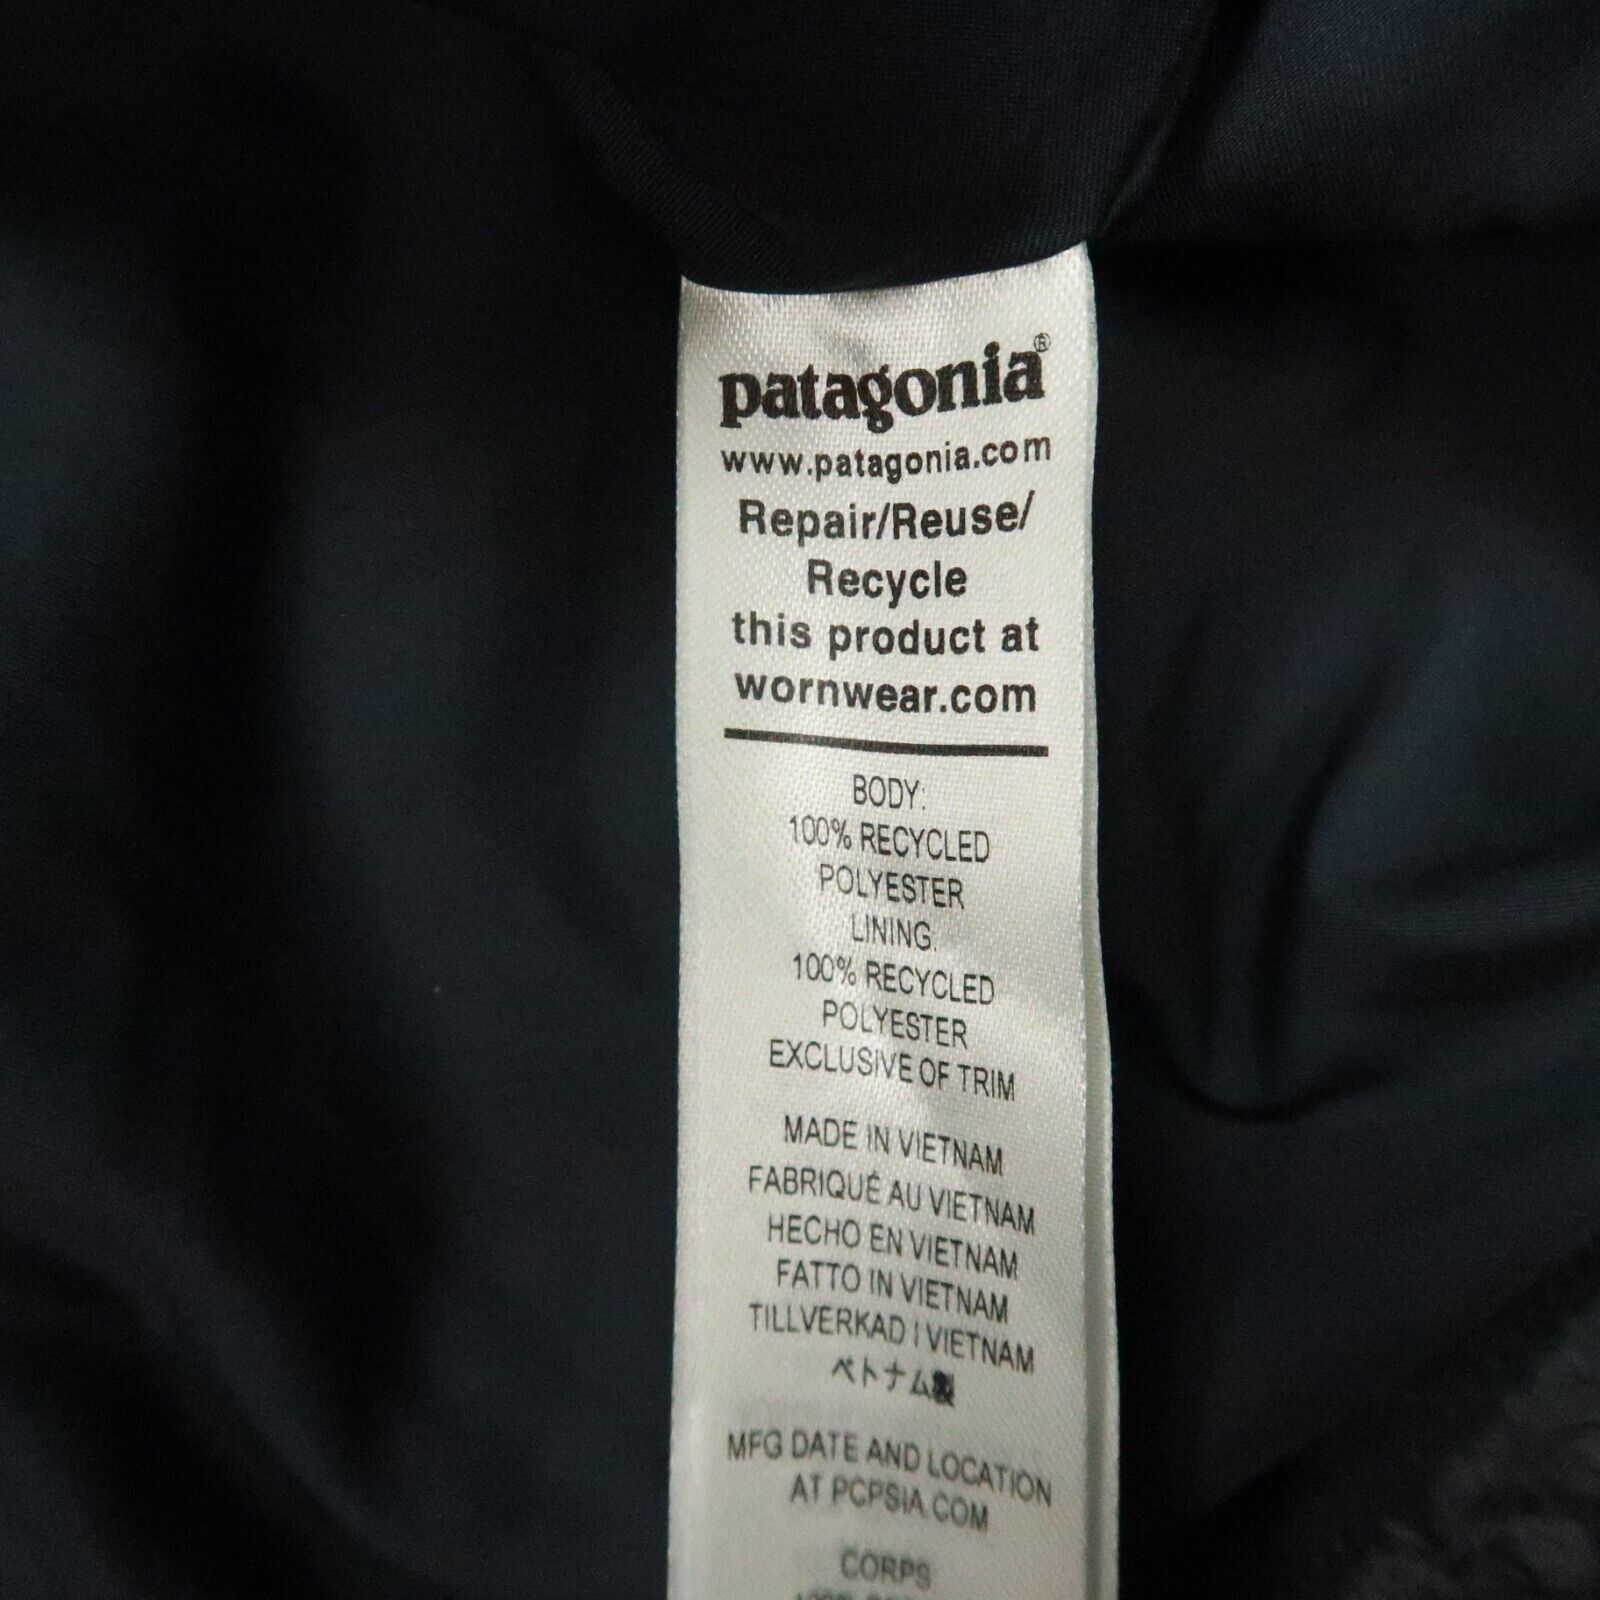 patagonia®
www.patagonia.com
Repair/Reuse/
Recycle
this product at
wornwear.com
BODY:
100% RECYCLED
POLYESTER
LINING:
100% RECYCLED
POLYESTER
EXCLUSIVE OF TRIM
MADE IN VIETNAM
FABRIQUÉ AU VIETNAM
HECHO EN VIETNAM
FATTO IN VIETNAM
TILLVERKAD I VIETNAM
ベトナム製
MFG DATE AND LOCATION
AT PCPSIA.COM
CORPS